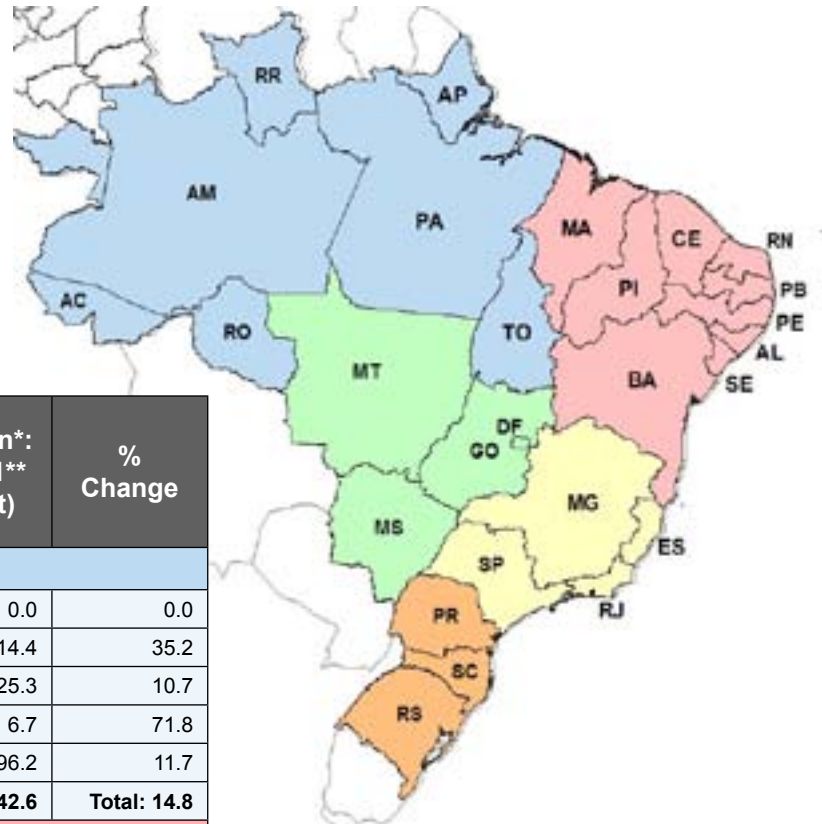 RR
AP
AM
PA
MA
CE
RN
PI
PB
AC
PE
RO
TO
AL
MT
BA
SE
DF
GO
MG
MS
ES
SP
RJ
PR
SC
RS
n*: %
** Change
t)
0.0 0.0
14.4 35.2
25.3 10.7
6.7 71.8
96.2 11.7
42.6 Total: 14.8